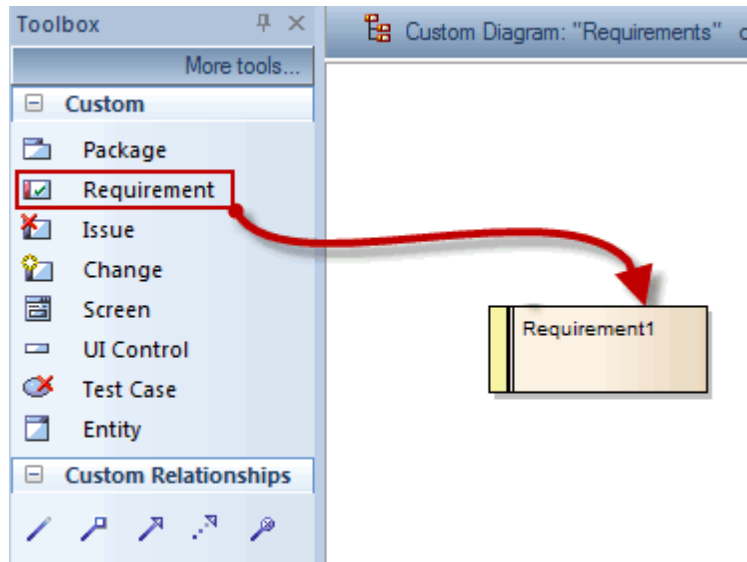 Toolbox
More tools...
Custom
Package
Requirement
Issue
Change
Screen
UI Control
Test Case
Entity
Custom Relationships
Custom Diagram: "Requirements"
Requirement1